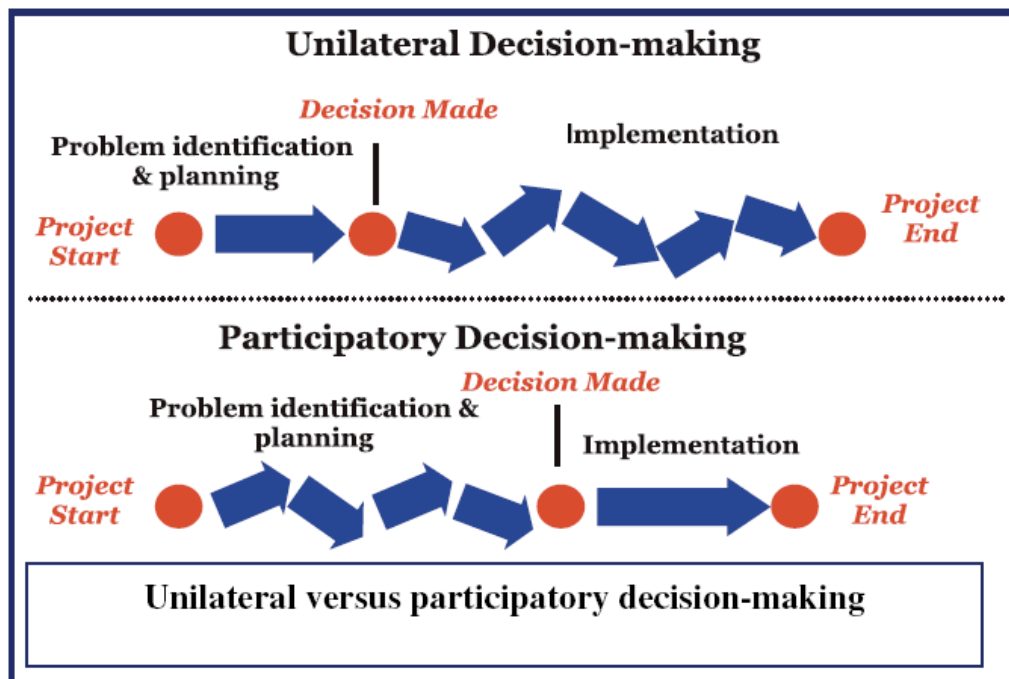 Unilateral Decision-making
Decision Made
Implementation
Problem identification
& planning
Project
Start
Project
End
Participatory Decision-making
Decision Made
Problem identification &
planning
Implementation
Project
Start
Project
End
Unilateral versus participatory decision-making